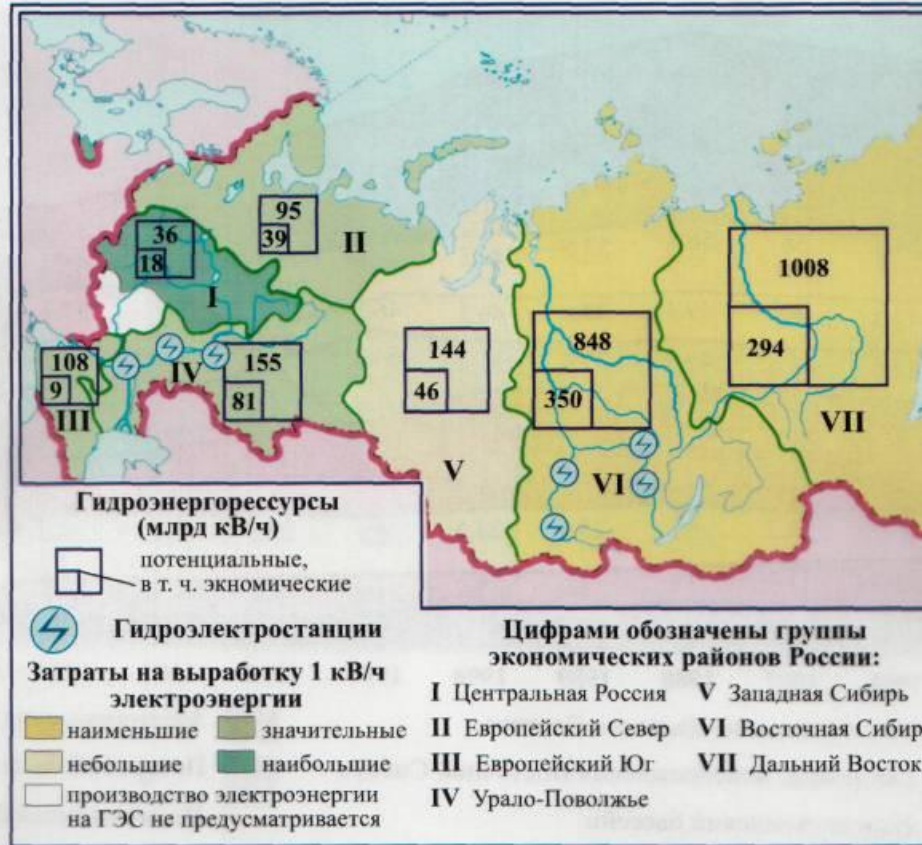 95
39
II
36
18
I
1008
294
VII
848
350
VI
144
46
V
108
9
III
IV
155
81
Гидроэнергорессурсы
(млрд кВ/ч)
потенциальные,
в т. ч. экномические
Гидроэлектростанции
Затраты на выработку 1 кВ/ч
электроэнергии
наименьшие
значительные
небольшие
наибольшие
производство электроэнергии
на ГЭС не предусматривается
Цифрами обозначены группы
экономических районов России:
I Центральная Россия
II Европейский Север
III Европейский Юг
IV Урало-Поволжье
V Западная Сибирь
VI Восточная Сибир
VII Дальний Восток